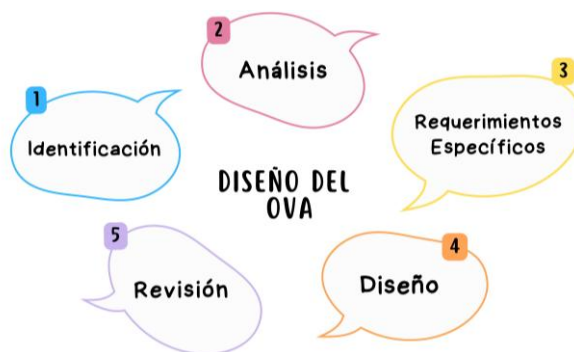 1
Identificación
2
Análisis
3
Requerimientos
Específicos
DISEÑO DEL
OVA
4
Diseño
5
Revisión